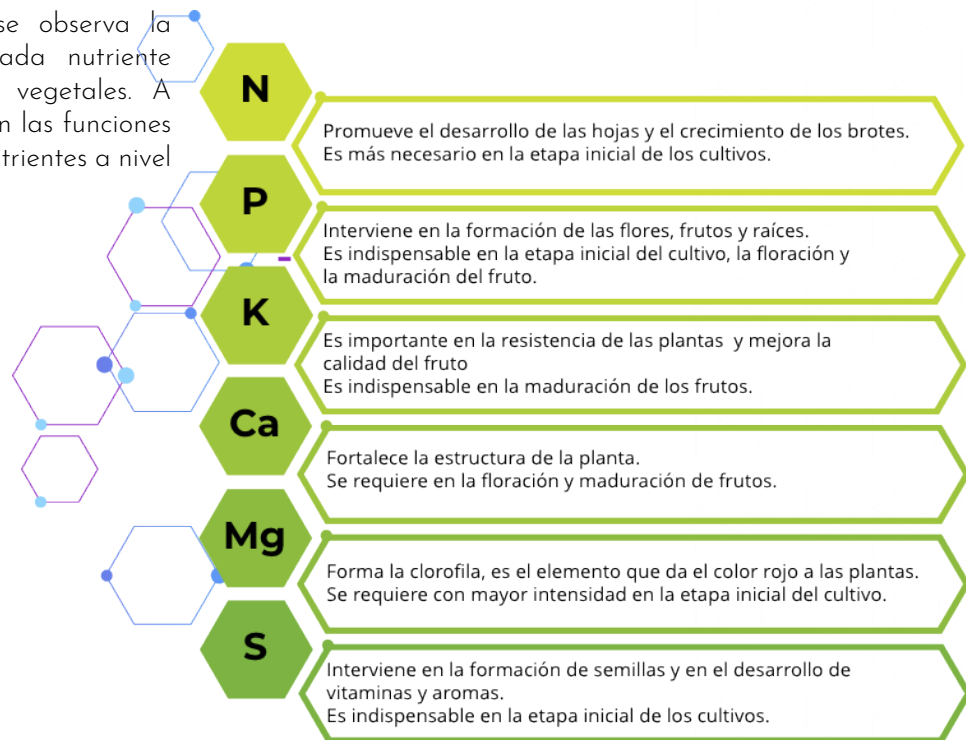 se observa la
ada nutriente
vegetales. A
n las funciones
trientes a nivel
N
Promueve el desarrollo de las hojas y el crecimiento de los brotes.
Es más necesario en la etapa inicial de los cultivos.
P
Interviene en la formación de las flores, frutos y raíces.
Es indispensable en la etapa inicial del cultivo, la floración y
la maduración del fruto.
K
Es importante en la resistencia de las plantas y mejora la
calidad del fruto
Es indispensable en la maduración de los frutos.
Ca
Fortalece la estructura de la planta.
Se requiere en la floración y maduración de frutos.
Mg
Forma la clorofila, es el elemento que da el color rojo a las plantas.
Se requiere con mayor intensidad en la etapa inicial del cultivo.
S
Interviene en la formación de semillas y en el desarrollo de
vitaminas y aromas.
Es indispensable en la etapa inicial de los cultivos.